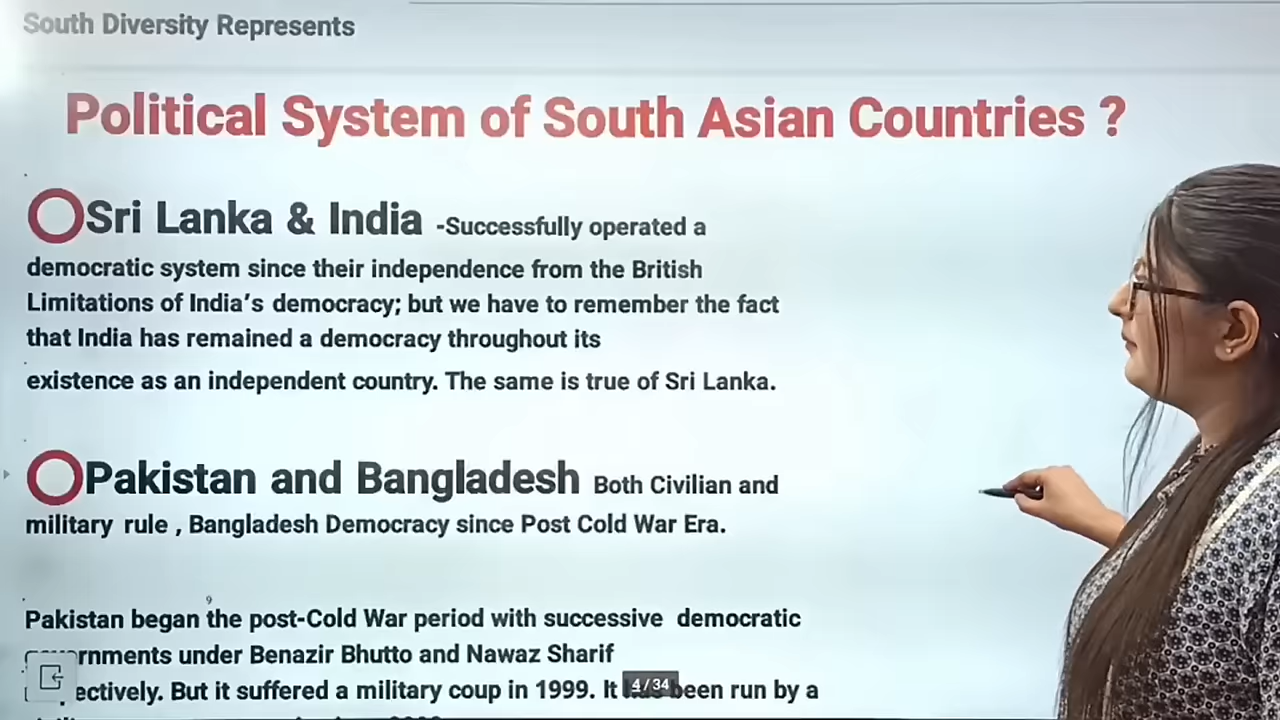 South Diversity Represents
Political System of South Asian Countries ?
Sri Lanka & India -Successfully operated a
democratic system since their independence from the British
Limitations of India's democracy; but we have to remember the fact
that India has remained a democracy throughout its
existence as an independent country. The same is true of Sri Lanka.
Pakistan and Bangladesh Both Civilian and
military rule , Bangladesh Democracy since Post Cold War Era.
9
Pakistan began the post-Cold War period with successive democratic
under Benazir Bhutto and Nawaz Sharif
But it suffered a military coup in 1999. It been run by a
4 / 34